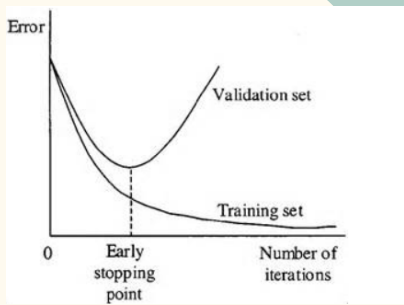 Error
Validation set
Training set
0
Early
stopping
point
Number of
iterations